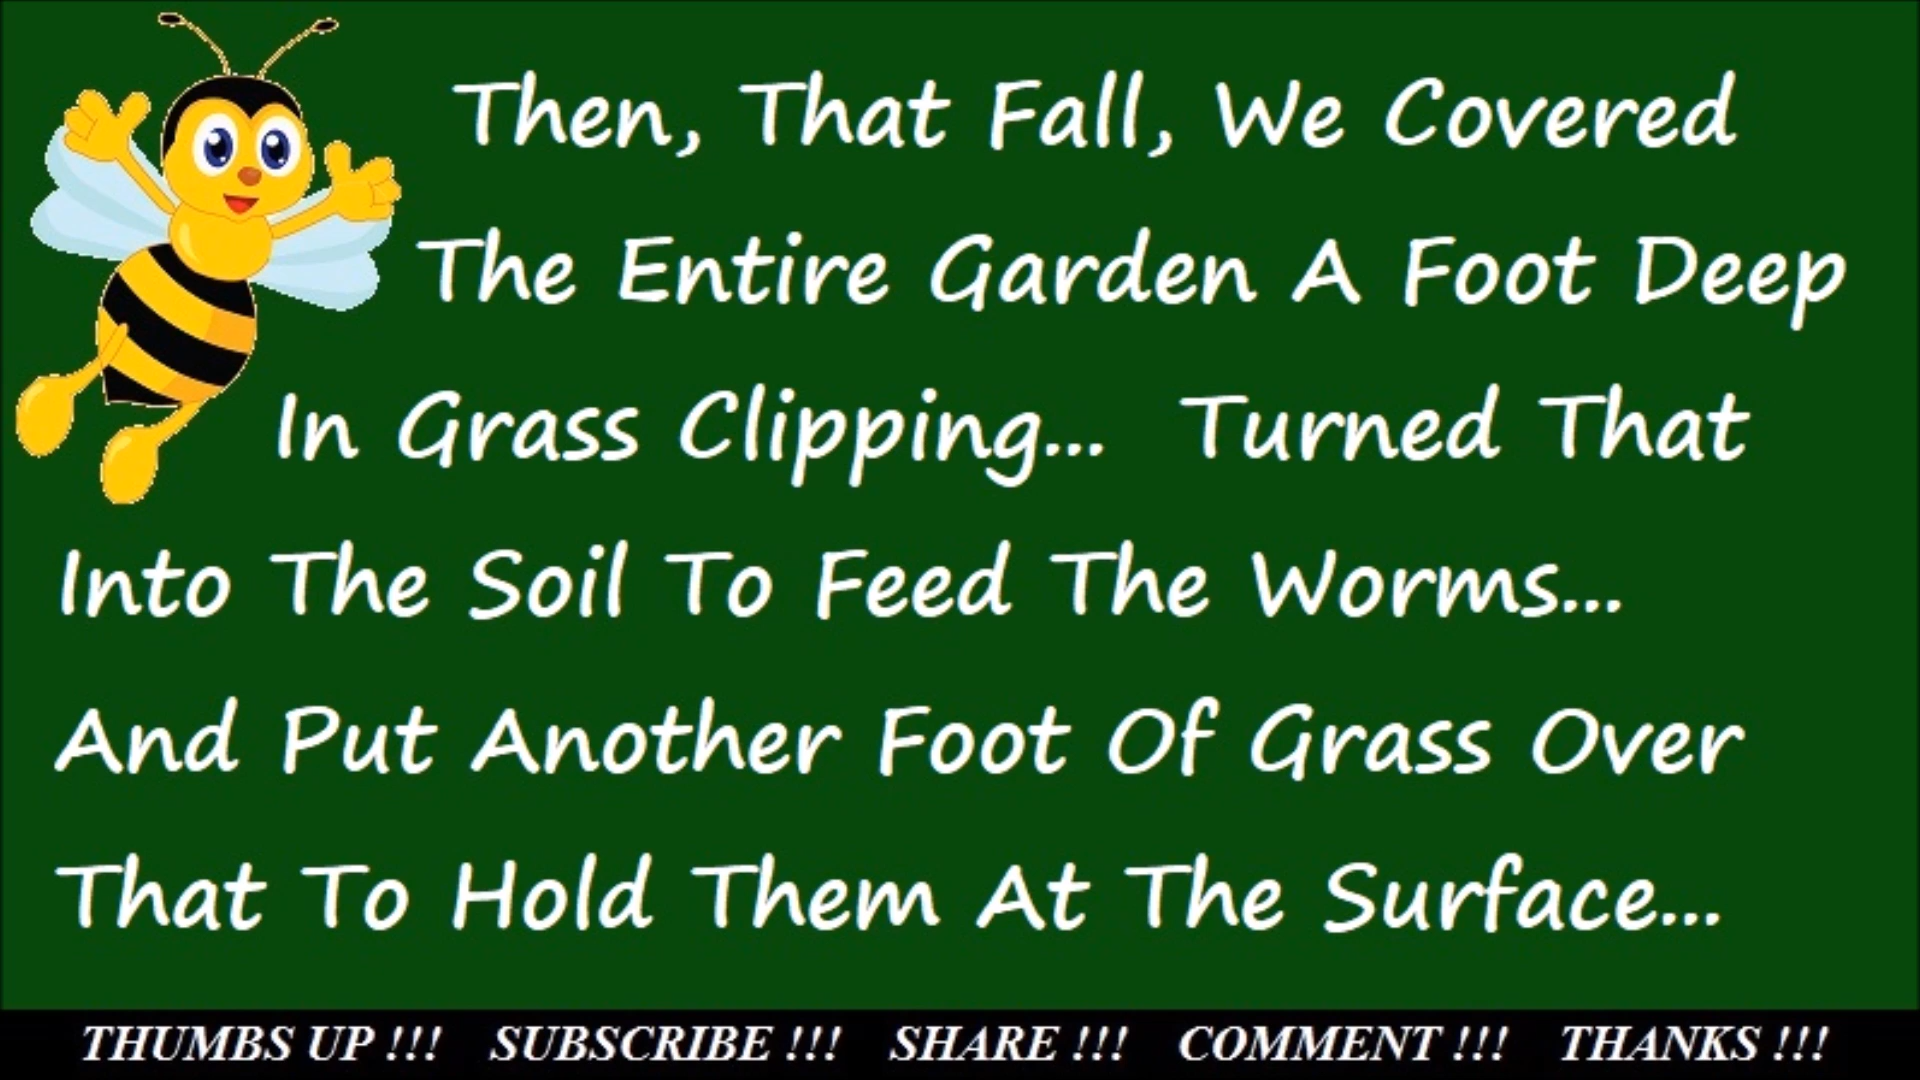 Then, That Fall, We Covered
The Entire Garden A Foot Deep
In Grass Clipping... Turned That
Into The Soil To Feed The Worms...
And Put Another Foot Of Grass Over
That To Hold Them At The Surface...
THUMBS UP !!! SUBSCRIBE !!! SHARE !!! COMMENT !!! THANKS !!!